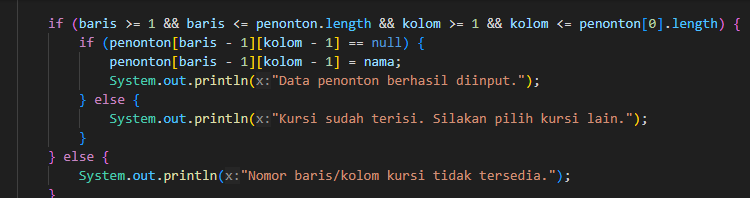 if (baris >= 1 && baris <= penonton.length && kolom >= 1 && kolom <= penonton[0].length) {
if (penonton[baris - 1][kolom - 1] == null) {
penonton[baris - 1][kolom - 1] = nama;
System.out.println(x:"Data penonton berhasil diinput.");
} else {
System.out.println(x:"Kursi sudah terisi. Silakan pilih kursi lain.");
}
} else {
System.out.println(x:"Nomor baris/kolom kursi tidak tersedia.");
}